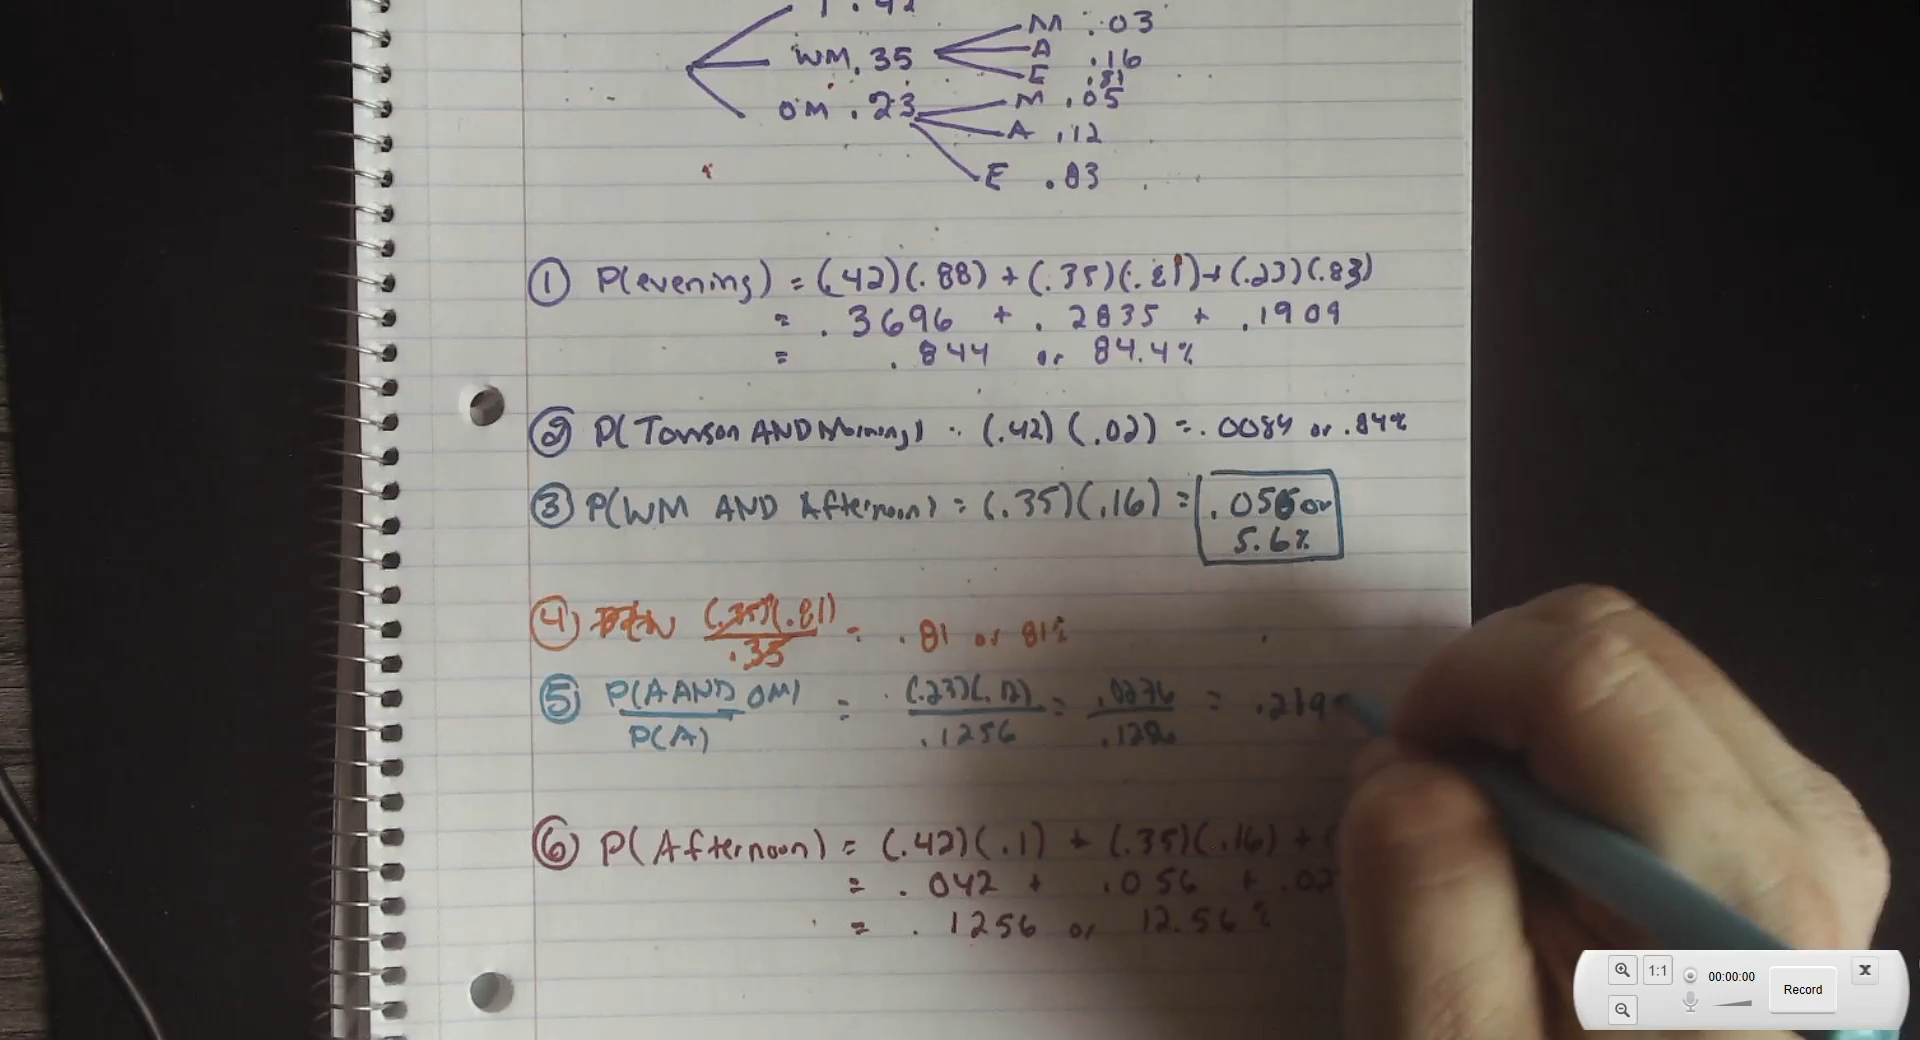 T .42
WM .35
M .03
A .16
E .81
OM .23
M .05
A .12
E .83
① P(evening) = (.42)(.88) + (.35)(.81) + (.23)(.83)
= .3696 + .2835 + .1909
= .844 or 84.4%
② P(Towson AND Morning) = (.42)(.02) = .0084 or .84%
③ P(WM AND Afternoon) = (.35)(.16) = .056 or
5.6%
④ (.35)(.81)
.35
= .81 or 81%
⑤ P(A AND OM)
P(A)
= (.23)(.12)
.1256
= .0276
= .219
⑥ P(Afternoon) = (.42)(.1) + (.35)(.16) + (
= .042 + .056 + .02
= .1256 or 12.56%
1:1
00:00:00
Record
X